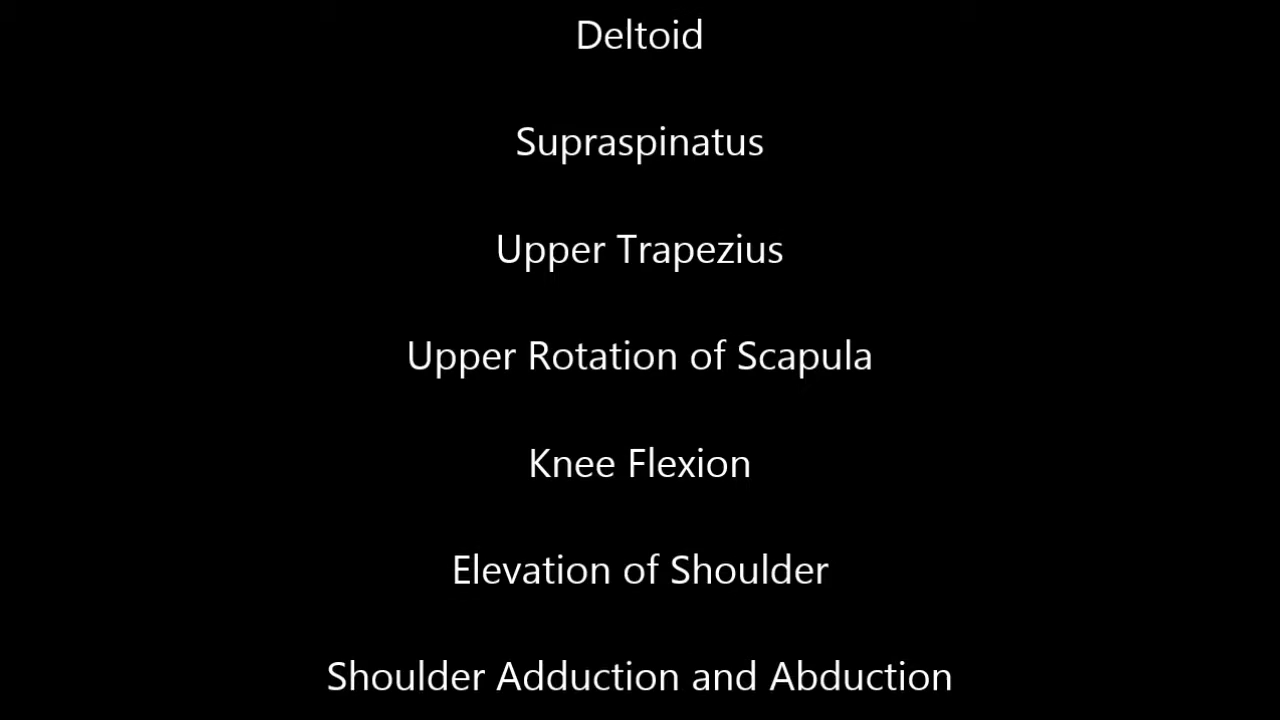 Deltoid
Supraspinatus
Upper Trapezius
Upper Rotation of Scapula
Knee Flexion
Elevation of Shoulder
Shoulder Adduction and Abduction